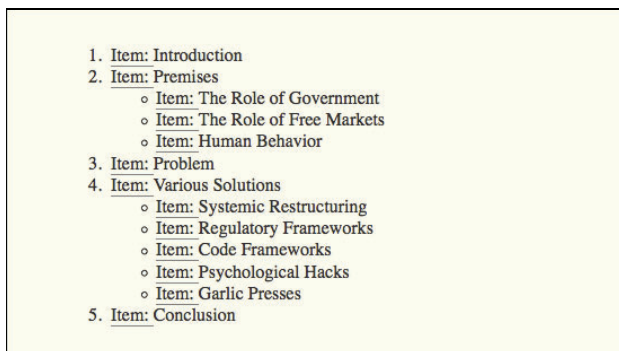 1. Item: Introduction
2. Item: Premises
◦ Item: The Role of Government
◦ Item: The Role of Free Markets
◦ Item: Human Behavior
3. Item: Problem
4. Item: Various Solutions
◦ Item: Systemic Restructuring
◦ Item: Regulatory Frameworks
◦ Item: Code Frameworks
◦ Item: Psychological Hacks
◦ Item: Garlic Presses
5. Item: Conclusion